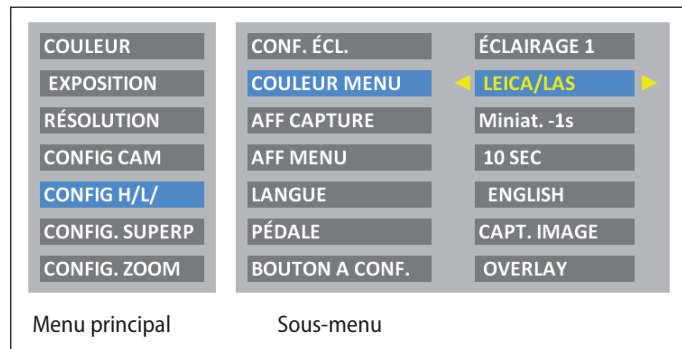 COULEUR CONF. ÉCL. ÉCLAIRAGE 1
EXPOSITION COULEUR MENU LEICA/LAS
RÉSOLUTION AFF CAPTURE Miniat. -1s
CONFIG CAM AFF MENU 10 SEC
CONFIG H/L/ LANGUE ENGLISH
CONFIG. SUPERP PÉDALE CAPT. IMAGE
CONFIG. ZOOM BOUTON A CONF. OVERLAY
Menu principal Sous-menu